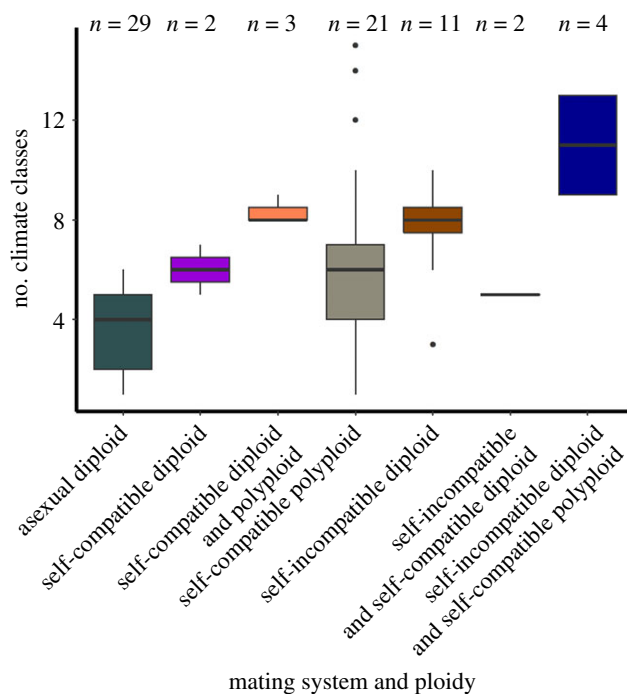 n = 29 n = 2 n = 3 n = 21 n = 11 n = 2 n = 4
12
8
4
no. climate classes
asexual diploid
self-compatible diploid
self-compatible diploid
and polyploid
self-compatible polyploid
self-incompatible diploid
self-incompatible
and self-compatible diploid
self-incompatible diploid
and self-compatible polyploid
mating system and ploidy